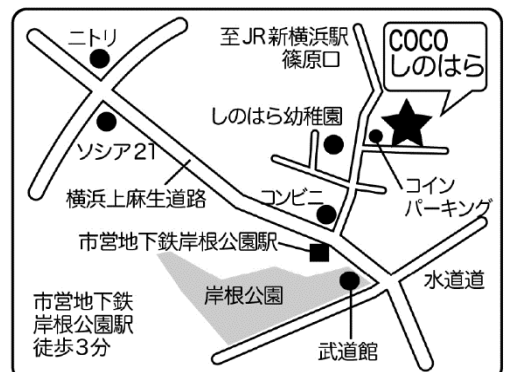 ニトリ
至JR新横浜駅
篠原口
COCO
しのはら
しのはら幼稚園
ソシア21
横浜上麻生道路
コンビニ
コイン
パーキング
市営地下鉄岸根公園駅
岸根公園
水道道
武道館
市営地下鉄
岸根公園駅
徒歩3分